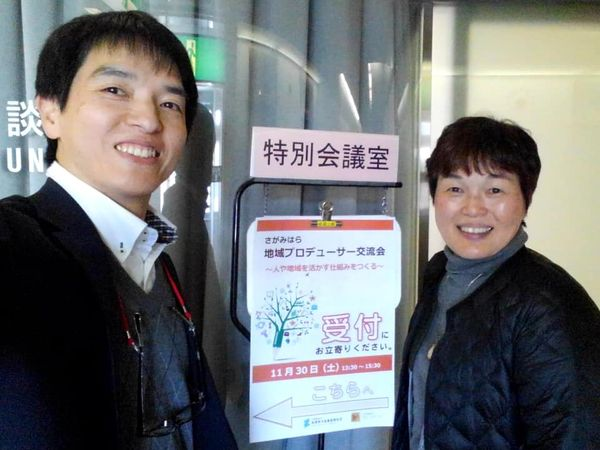 談
UN
特別会議室
さがみはら
地域プロデューサー交流会
～人や地域を活かす仕組みをつくる～
受付に
お立寄りください。
11月30日(土) 13:30～15:30
こちらへ